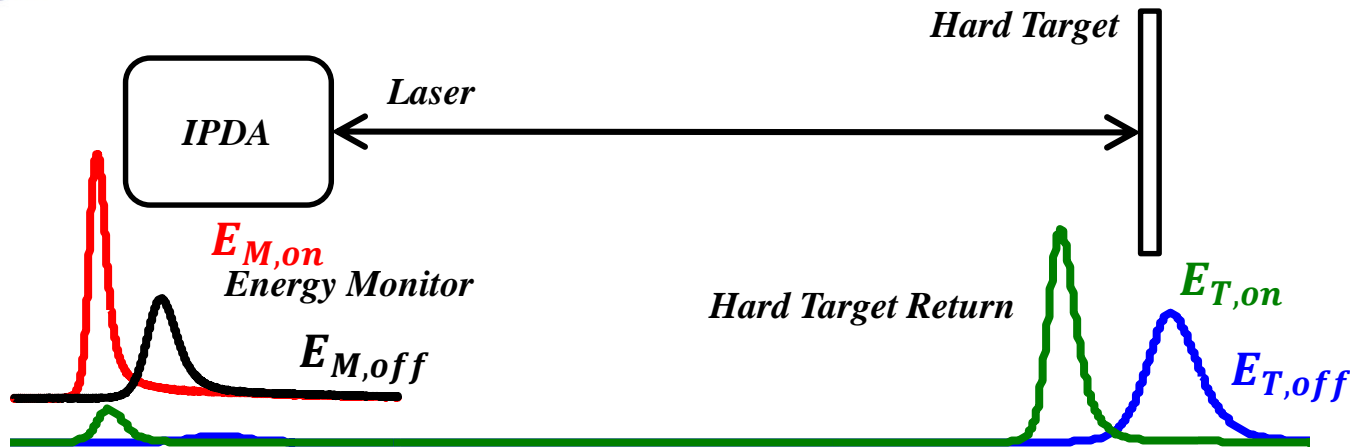 Hard Target
Laser
IPDA
E_{M,on}
Energy Monitor
E_{T,on}
Hard Target Return
E_{M,off}
E_{T,off}